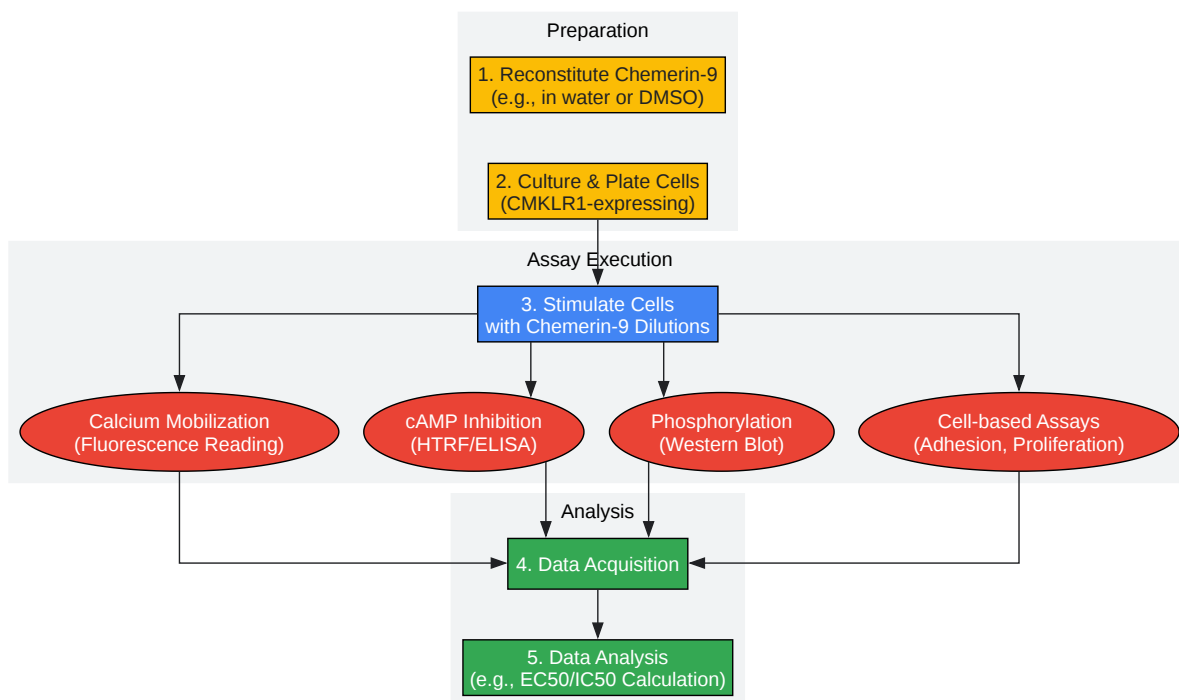 Preparation
1. Reconstitute Chemerin-9
(e.g., in water or DMSO)
2. Culture & Plate Cells
(CMKLR1-expressing)
Assay Execution
3. Stimulate Cells
with Chemerin-9 Dilutions
Calcium Mobilization
(Fluorescence Reading)
cAMP Inhibition
(HTRF/ELISA)
Phosphorylation
(Western Blot)
Cell-based Assays
(Adhesion, Proliferation)
Analysis
4. Data Acquisition
5. Data Analysis
(e.g., EC50/IC50 Calculation)